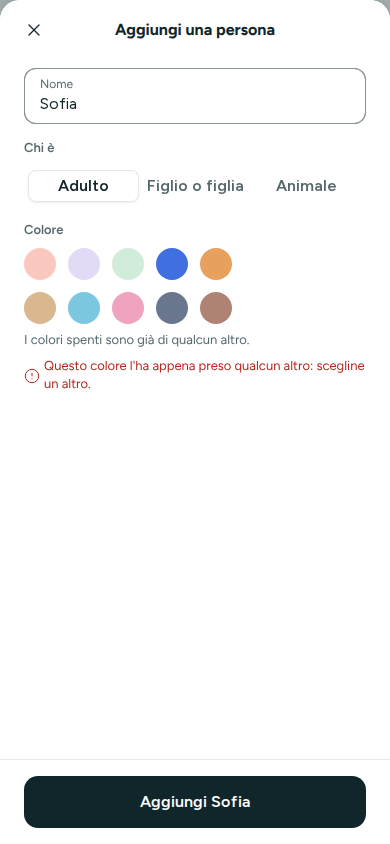 Aggiungi una persona
Nome
Sofia
Chi è
Adulto Figlio o figlia Animale
Colore
I colori spenti sono già di qualcun altro.
Questo colore l'ha appena preso qualcun altro: scegline
un altro.
Aggiungi Sofia